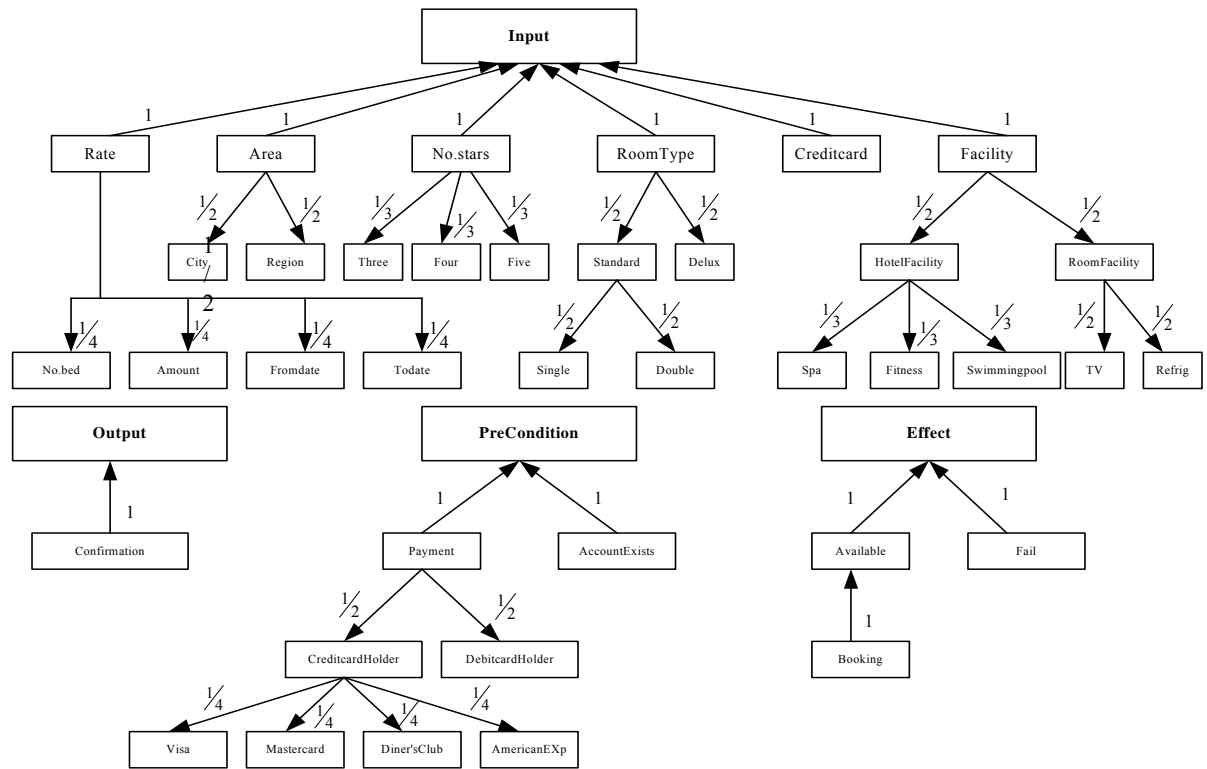 Input
1 1 1 1 1 1
Rate Area No.stars RoomType Creditcard Facility
1/2 1/2 1/3 1/3 1/3 1/2 1/2 1/2 1/2
City Region Three Four Five Standard Delux HotelFacility RoomFacility
1
/
2
1/4 1/4 1/4 1/4 1/2 1/2 1/3 1/3 1/3 1/2 1/2
No.bed Amount Fromdate Todate Single Double Spa Fitness Swimmingpool TV Refrig
Output PreCondition Effect
1 1 1 1 1
Confirmation Payment AccountExists Available Fail
1/2 1/2 1
CreditcardHolder DebitcardHolder Booking
1/4 1/4 1/4 1/4
Visa Mastercard Diner'sClub AmericanEXp